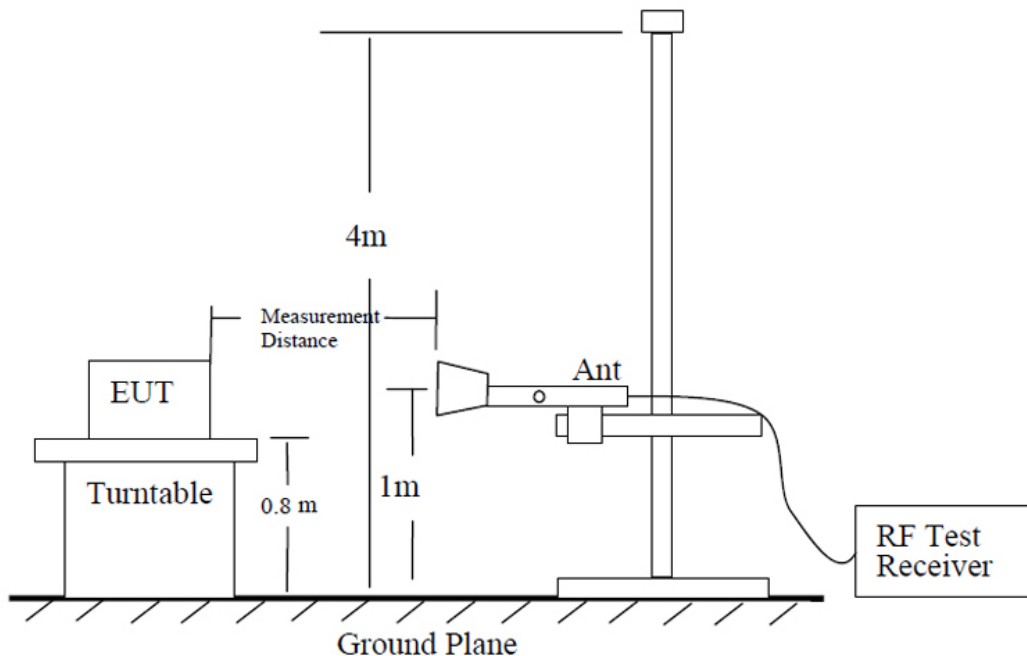 4m
Measurement
Distance
EUT
Ant
Turntable
0.8 m
1m
RF Test
Receiver
Ground Plane